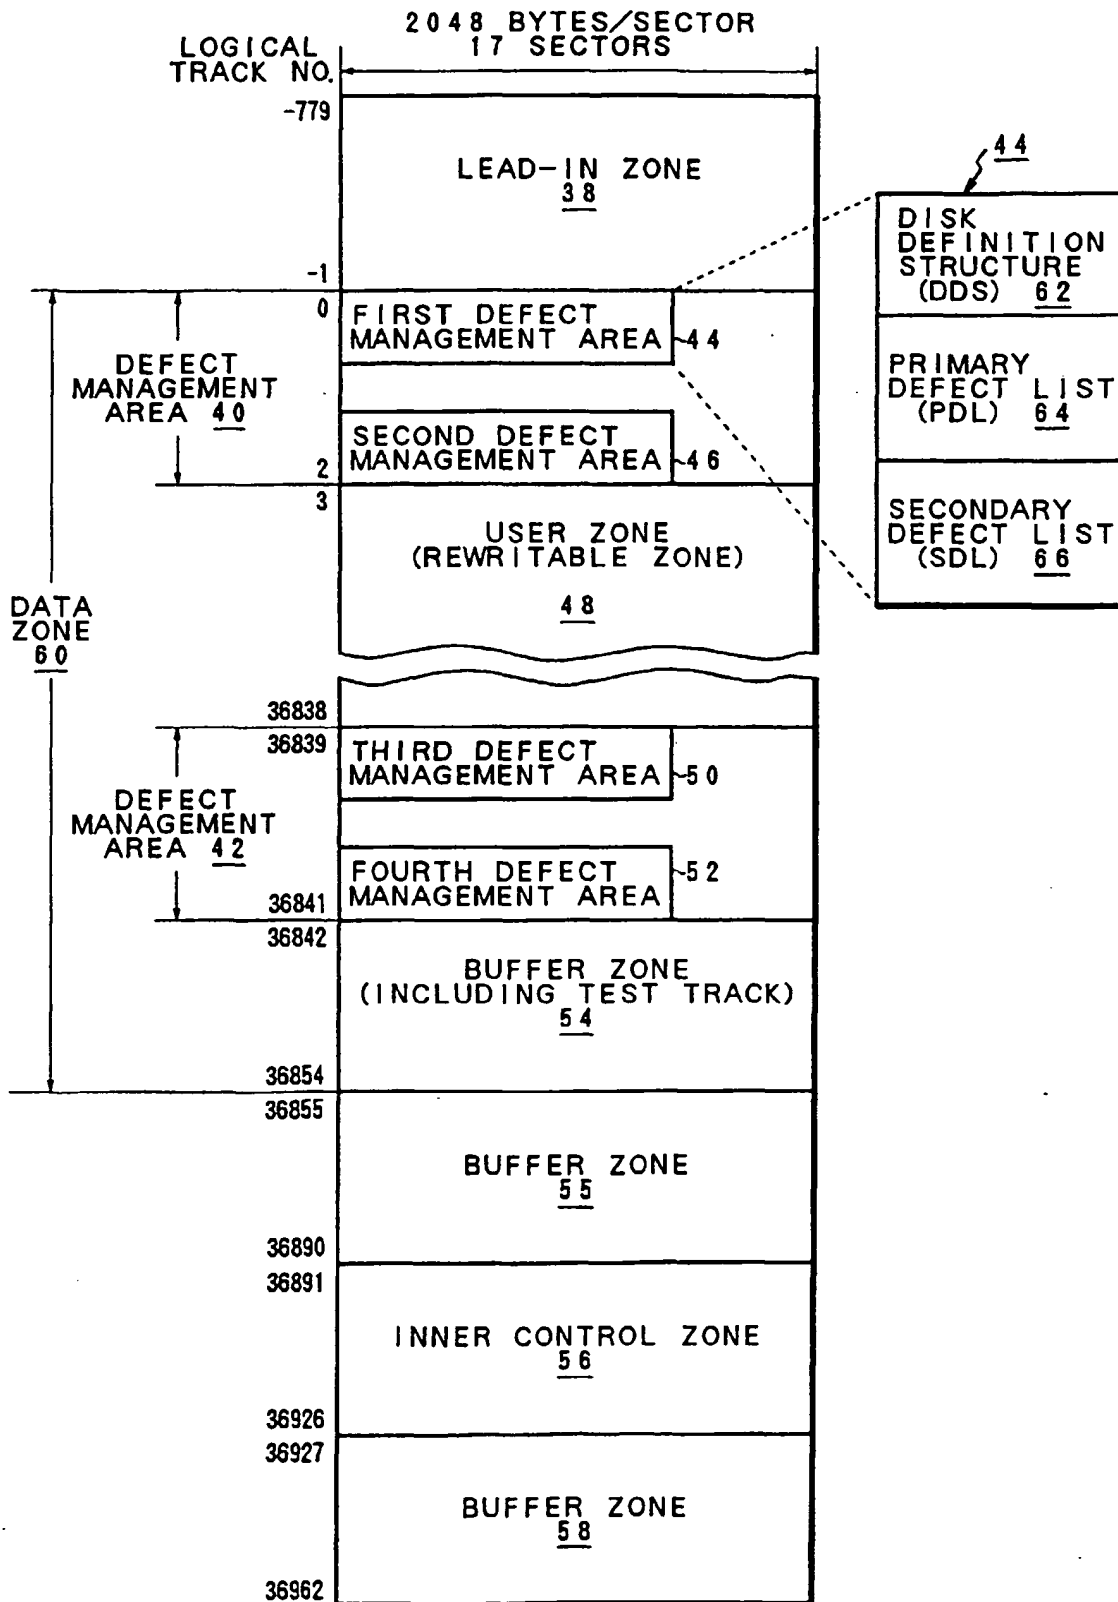 2048 BYTES/SECTOR
17 SECTORS
LOGICAL
TRACK NO.
-779
LEAD-IN ZONE
38
-1
0
FIRST DEFECT
MANAGEMENT AREA
44
DEFECT
MANAGEMENT
AREA 40
SECOND DEFECT
MANAGEMENT AREA
46
2
3
USER ZONE
(REWRITABLE ZONE)
48
44
DISK
DEFINITION
STRUCTURE
(DDS) 62
PRIMARY
DEFECT LIST
(PDL) 64
SECONDARY
DEFECT LIST
(SDL) 66
DATA
ZONE
60
36838
36839
THIRD DEFECT
MANAGEMENT AREA
50
DEFECT
MANAGEMENT
AREA 42
FOURTH DEFECT
MANAGEMENT AREA
52
36841
36842
BUFFER ZONE
(INCLUDING TEST TRACK)
54
36854
36855
BUFFER ZONE
55
36890
36891
INNER CONTROL ZONE
56
36926
36927
BUFFER ZONE
58
36962